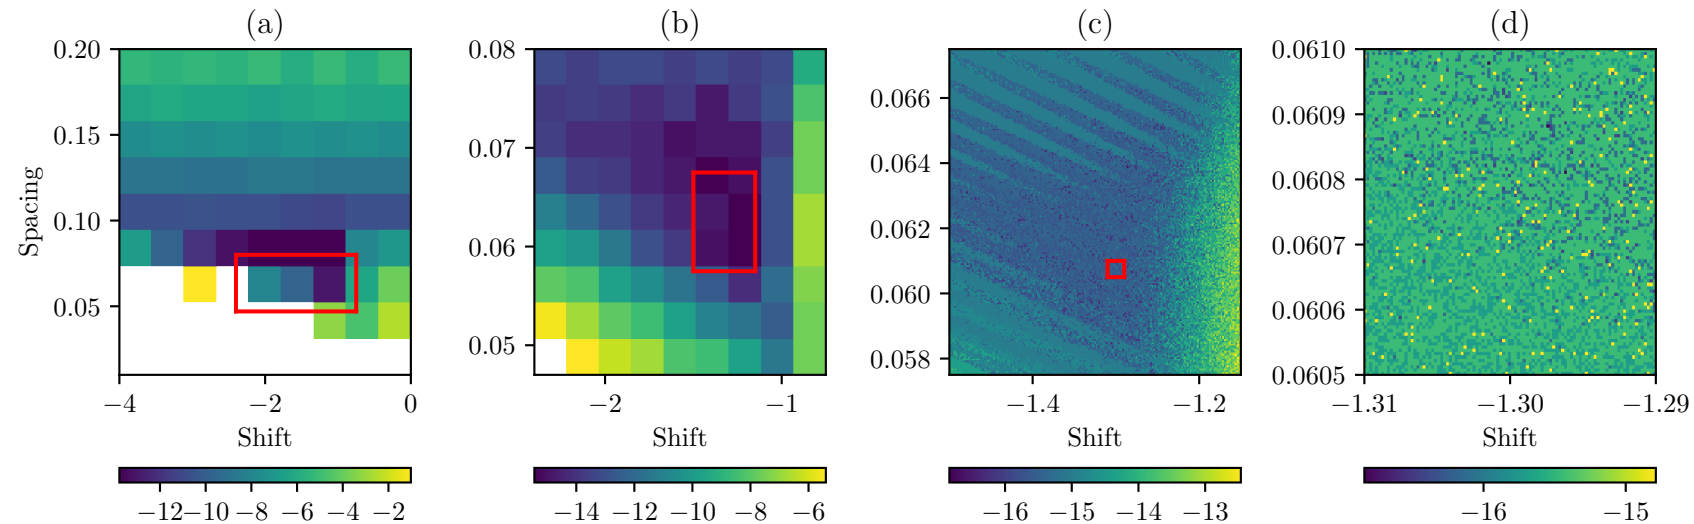 (a) (b) (c) (d)
0.20
0.15
0.10
0.05
Spacing
−4 −2 0
Shift
−12 −10 −8 −6 −4 −2
0.08
0.07
0.06
0.05
−2 −1
Shift
−14 −12 −10 −8 −6
0.066
0.064
0.062
0.060
0.058
−1.4 −1.2
Shift
−16 −15 −14 −13
0.0610
0.0609
0.0608
0.0607
0.0606
0.0605
−1.31 −1.30 −1.29
Shift
−16 −15